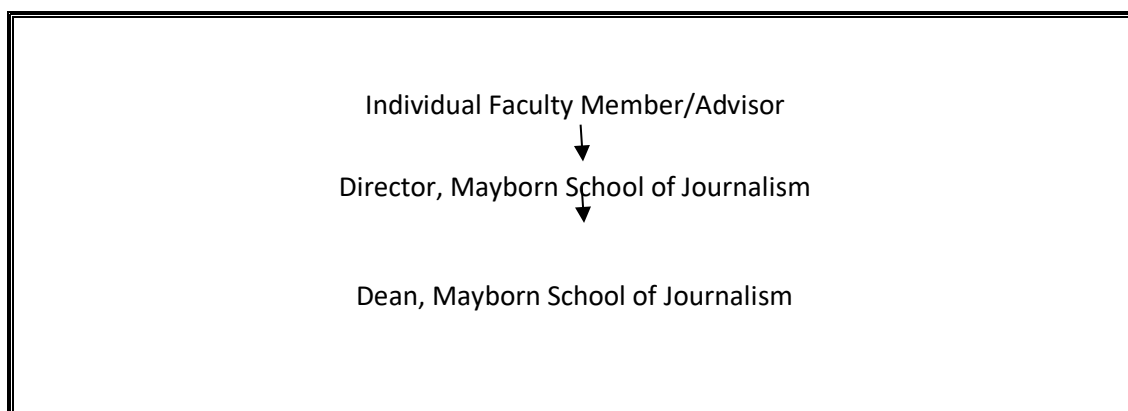 Individual Faculty Member/Advisor
Director, Mayborn School of Journalism
Dean, Mayborn School of Journalism